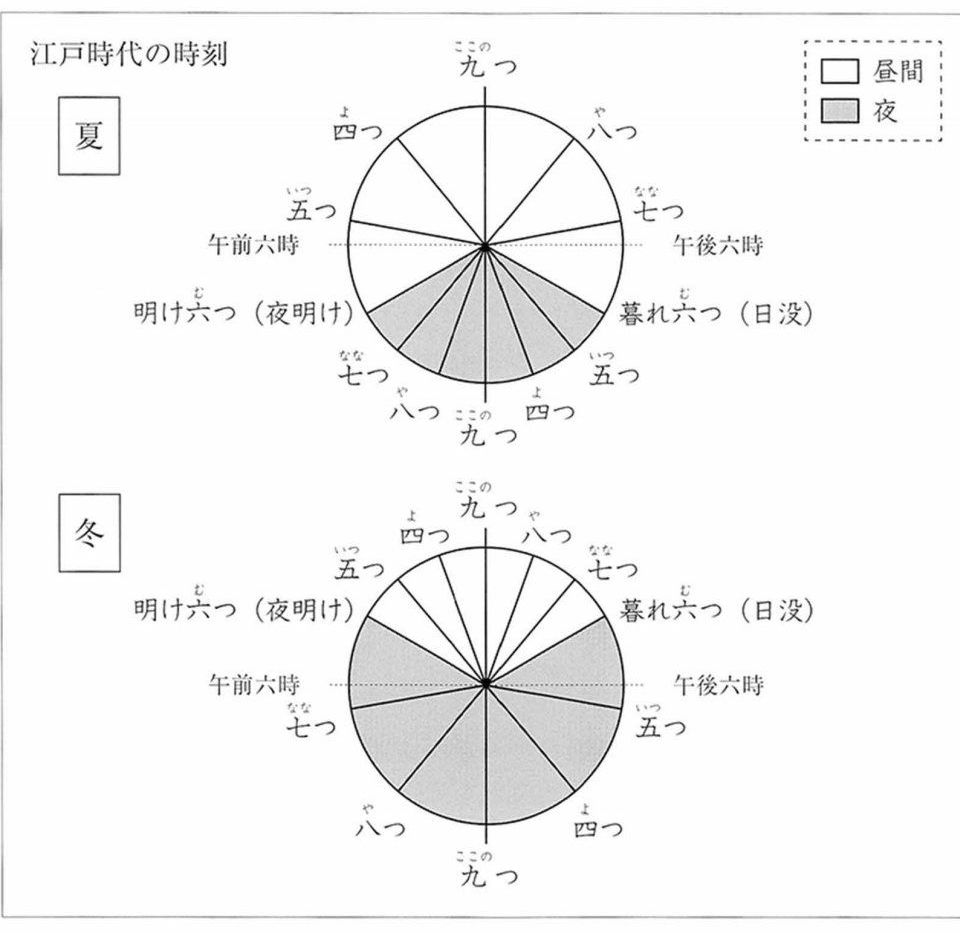 江戸時代の時刻
昼間
夜
夏
ここの
九つ
よ
四つ
や
八つ
いつ
五つ
なな
七つ
午前六時
午後六時
む
明け六つ（夜明け）
む
暮れ六つ（日没）
なな
七つ
いつ
五つ
や
八つ
よ
四つ
ここの
九つ
冬
ここの
九つ
よ
四つ
や
八つ
いつ
五つ
なな
七つ
む
明け六つ（夜明け）
む
暮れ六つ（日没）
午前六時
午後六時
なな
七つ
いつ
五つ
や
八つ
よ
四つ
ここの
九つ